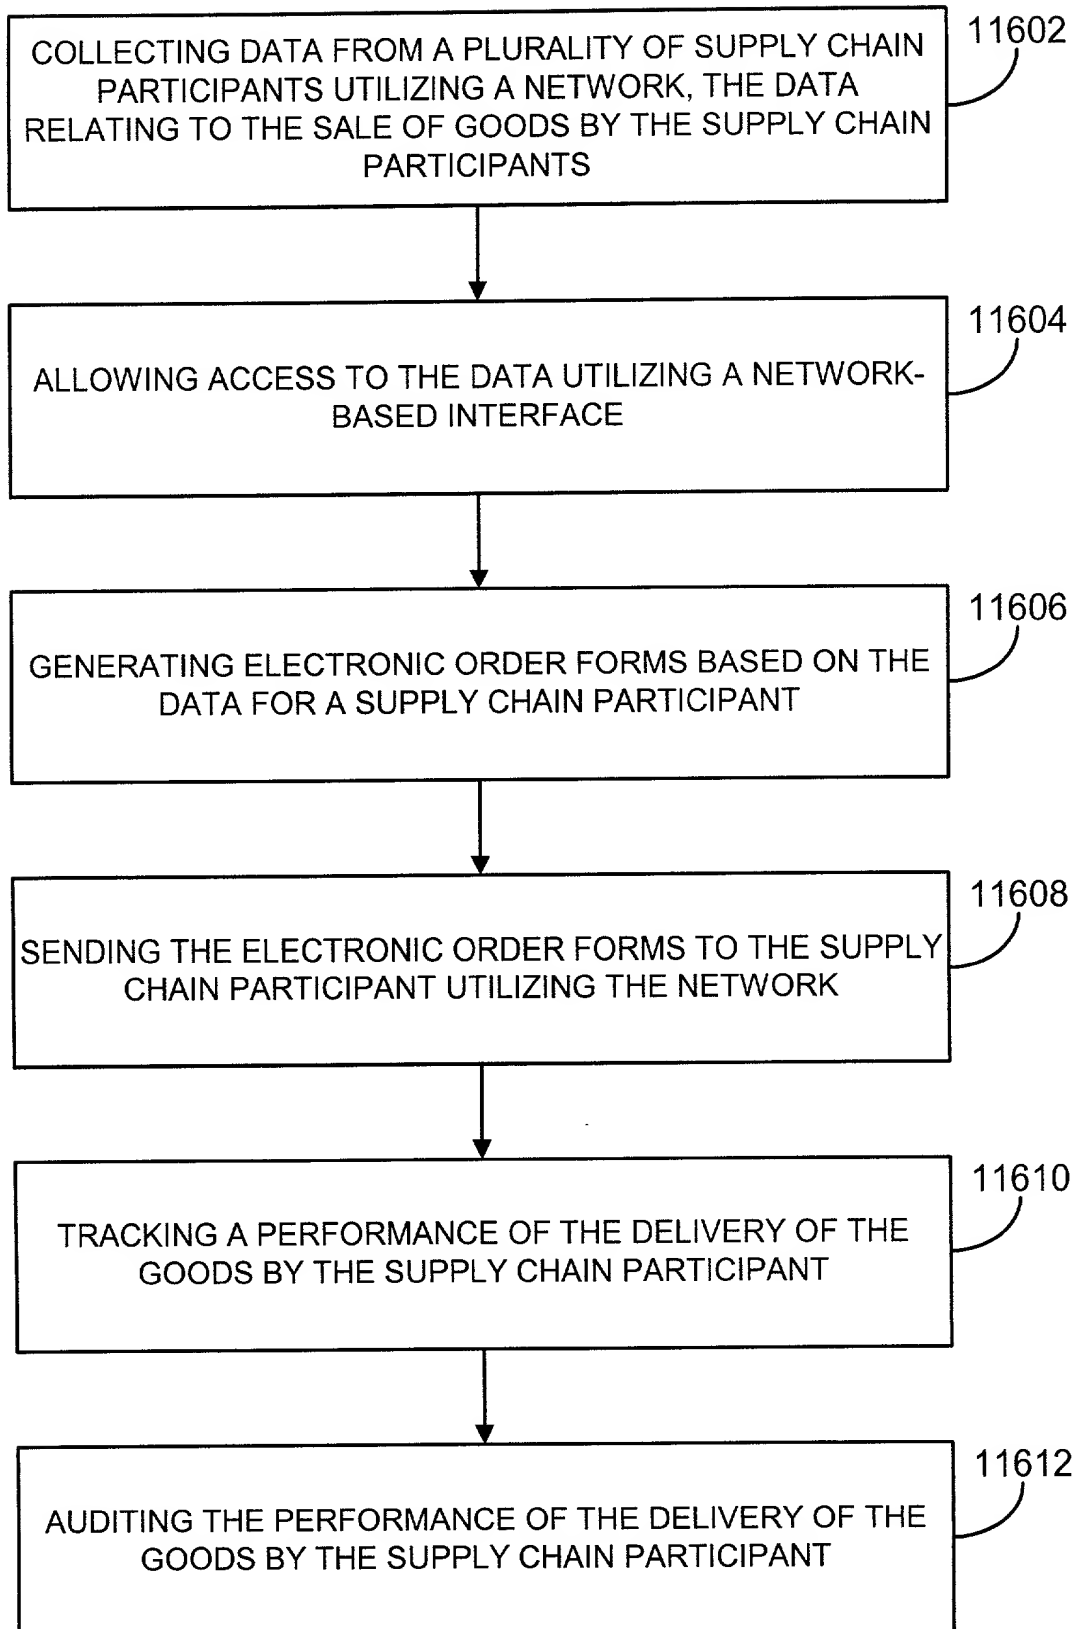 COLLECTING DATA FROM A PLURALITY OF SUPPLY CHAIN
PARTICIPANTS UTILIZING A NETWORK, THE DATA
RELATING TO THE SALE OF GOODS BY THE SUPPLY CHAIN
PARTICIPANTS
11602
ALLOWING ACCESS TO THE DATA UTILIZING A NETWORK-
BASED INTERFACE
11604
GENERATING ELECTRONIC ORDER FORMS BASED ON THE
DATA FOR A SUPPLY CHAIN PARTICIPANT
11606
SENDING THE ELECTRONIC ORDER FORMS TO THE SUPPLY
CHAIN PARTICIPANT UTILIZING THE NETWORK
11608
TRACKING A PERFORMANCE OF THE DELIVERY OF THE
GOODS BY THE SUPPLY CHAIN PARTICIPANT
11610
AUDITING THE PERFORMANCE OF THE DELIVERY OF THE
GOODS BY THE SUPPLY CHAIN PARTICIPANT
11612